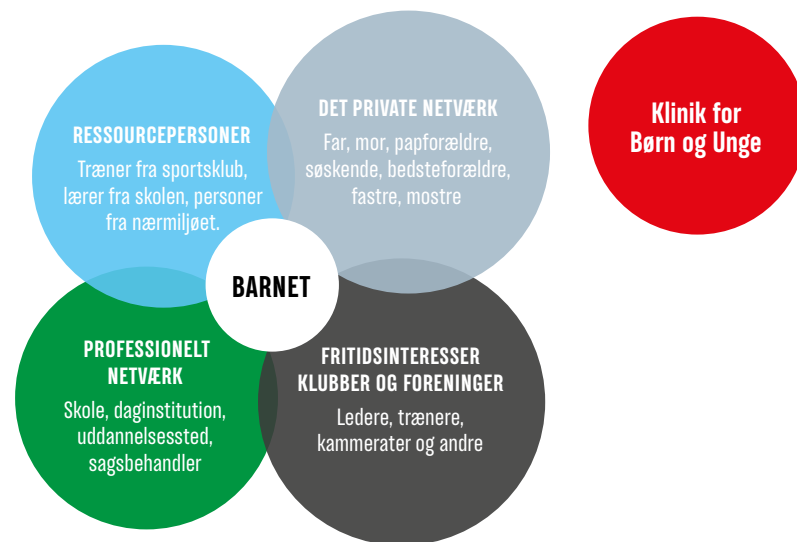 RESSOURCEPERSONER
Træner fra sportsklub,
lærer fra skolen, personer
fra nærmiljøet.
DET PRIVATE NETVÆRK
Far, mor, papforældre,
søskende, bedsteforældre,
fastre, mostre
Klinik for
Børn og Unge
BARNET
PROFESSIONELT
NETVÆRK
Skole, daginstitution,
uddannelsessted,
sagsbehandler
FRITIDSINTERESSER
KLUBBER OG FORENINGER
Ledere, trænere,
kammerater og andre